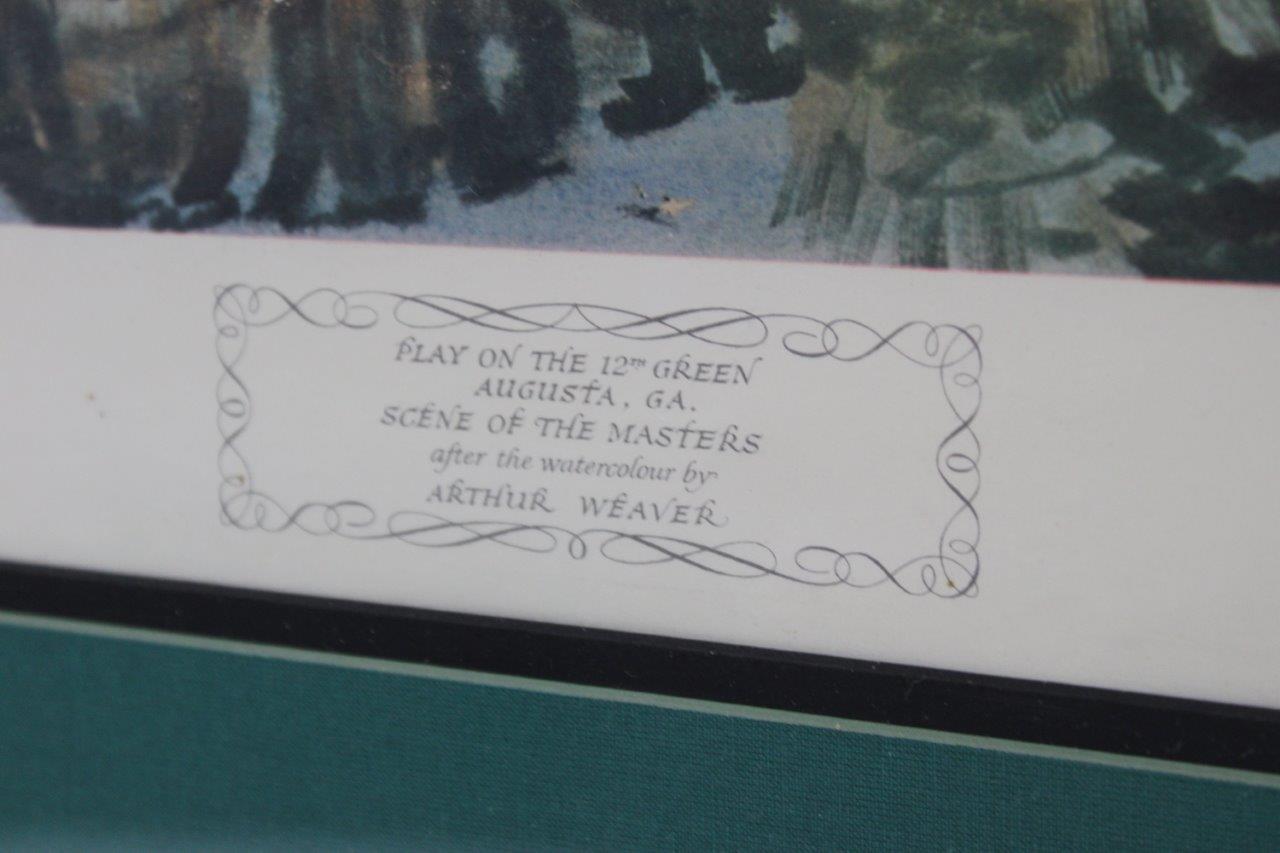 PLAY ON THE 12TH GREEN
AUGUSTA, GA.
SCENE OF THE MASTERS
after the watercolour by
ARTHUR WEAVER